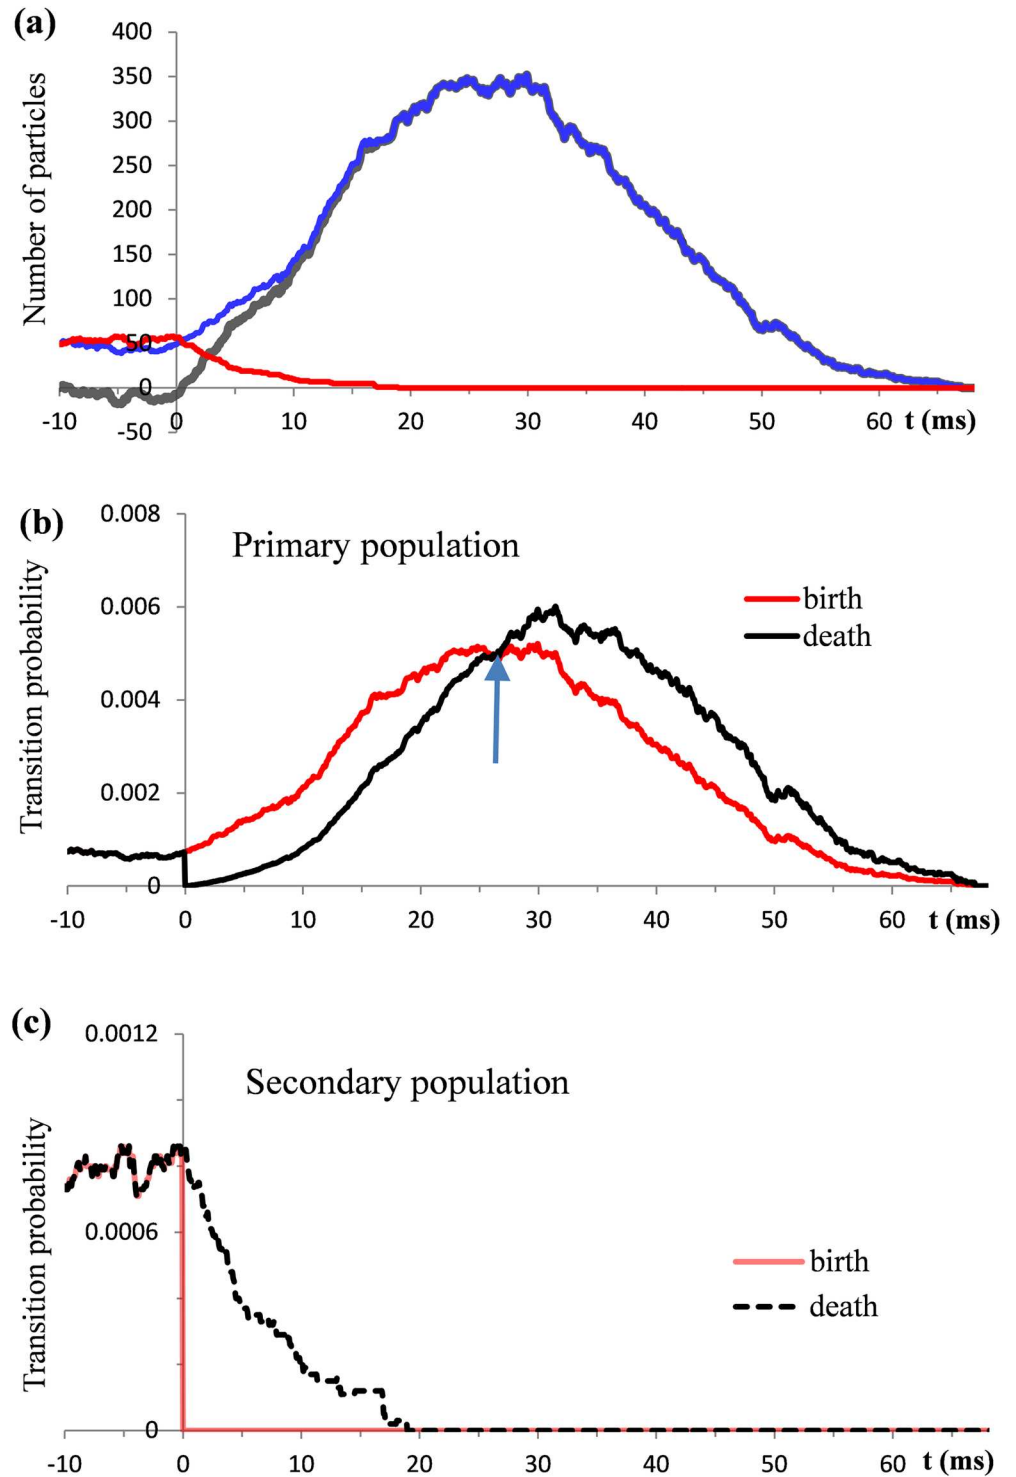 (a)
Number of particles
400
350
300
250
200
150
100
50
0
-50
-10 0 10 20 30 40 50 60 t (ms)
(b)
Primary population
Transition probability
0.008
0.006
0.004
0.002
0
birth
death
-10 0 10 20 30 40 50 60 t (ms)
(c)
Secondary population
Transition probability
0.0012
0.0006
0
birth
death
-10 0 10 20 30 40 50 60 t (ms)